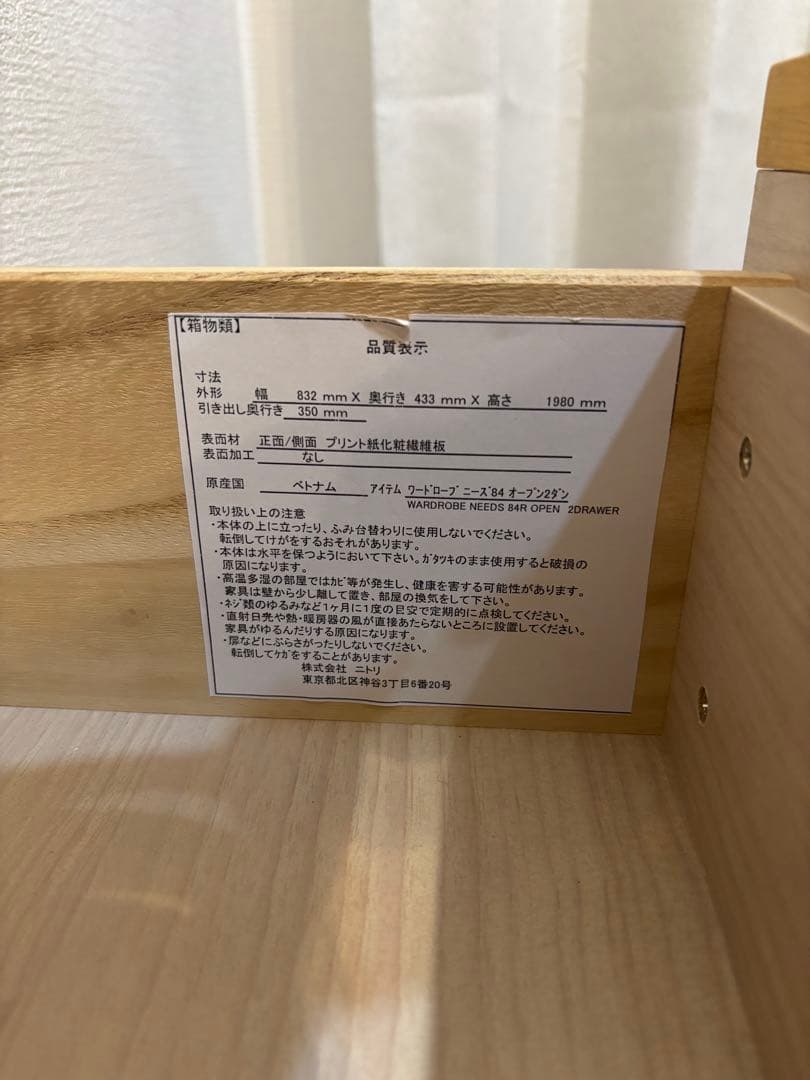 【箱物類】
品質表示
寸法
外形 幅 832 mm X 奥行き 433 mm X 高さ 1980 mm
引き出し奥行き 350 mm
表面材 正面/側面 プリント紙化粧繊維板
表面加工 なし
原産国 ベトナム アイテム ワードローブ ニーズ84 オープン2ダン
WARDROBE NEEDS 84R OPEN 2DRAWER
取り扱い上の注意
・本体の上に立ったり、ふみ台替わりに使用しないでください。
転倒してけがをするおそれがあります。
・本体は水平を保つようにおいて下さい。ガタツキのまま使用すると破損の
原因になります。
・高温多湿の部屋ではカビ等が発生し、健康を害する可能性があります。
家具は壁から少し離して置き、部屋の換気をして下さい。
・ネジ類のゆるみなど1ヶ月に1度の目安で定期的に点検してください。
・直射日光や熱・暖房器の風が直接あたらないところに設置してください。
家具がゆるんだりする原因になります。
・扉などにぶらさがったりしないでください。
転倒してケガをすることがあります。
株式会社 ニトリ
東京都北区神谷3丁目6番20号